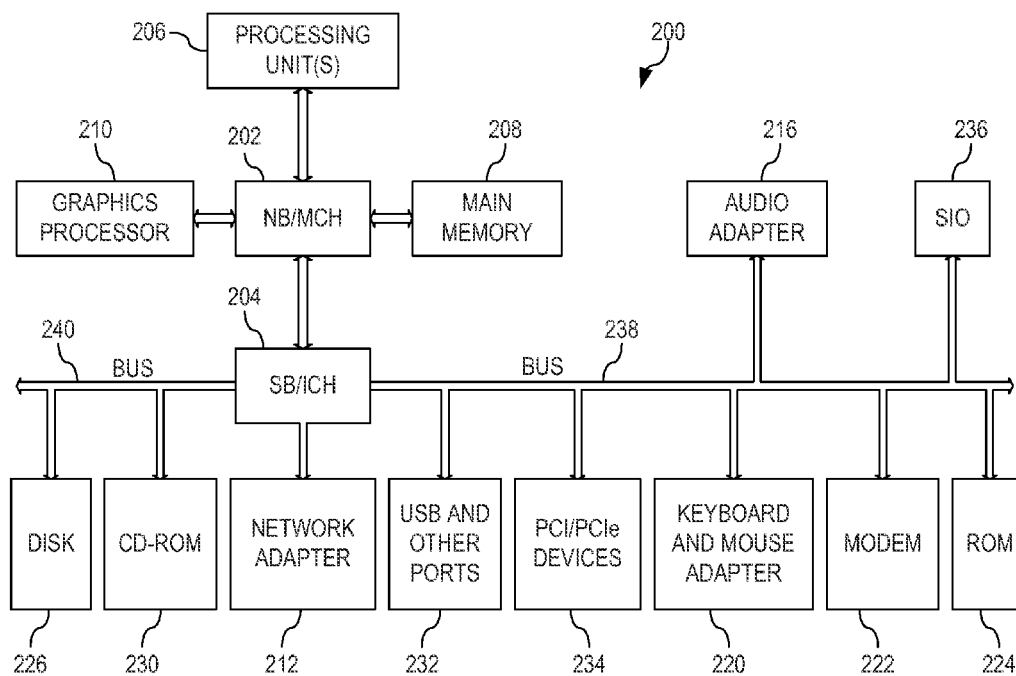 206
PROCESSING
UNIT(S)
200
210
202
208
216
236
GRAPHICS
PROCESSOR
NB/MCH
MAIN
MEMORY
AUDIO
ADAPTER
SIO
204
240
238
BUS
SB/ICH
BUS
DISK
CD-ROM
NETWORK
ADAPTER
USB AND
OTHER
PORTS
PCI/PCIe
DEVICES
KEYBOARD
AND MOUSE
ADAPTER
MODEM
ROM
226
230
212
232
234
220
222
224